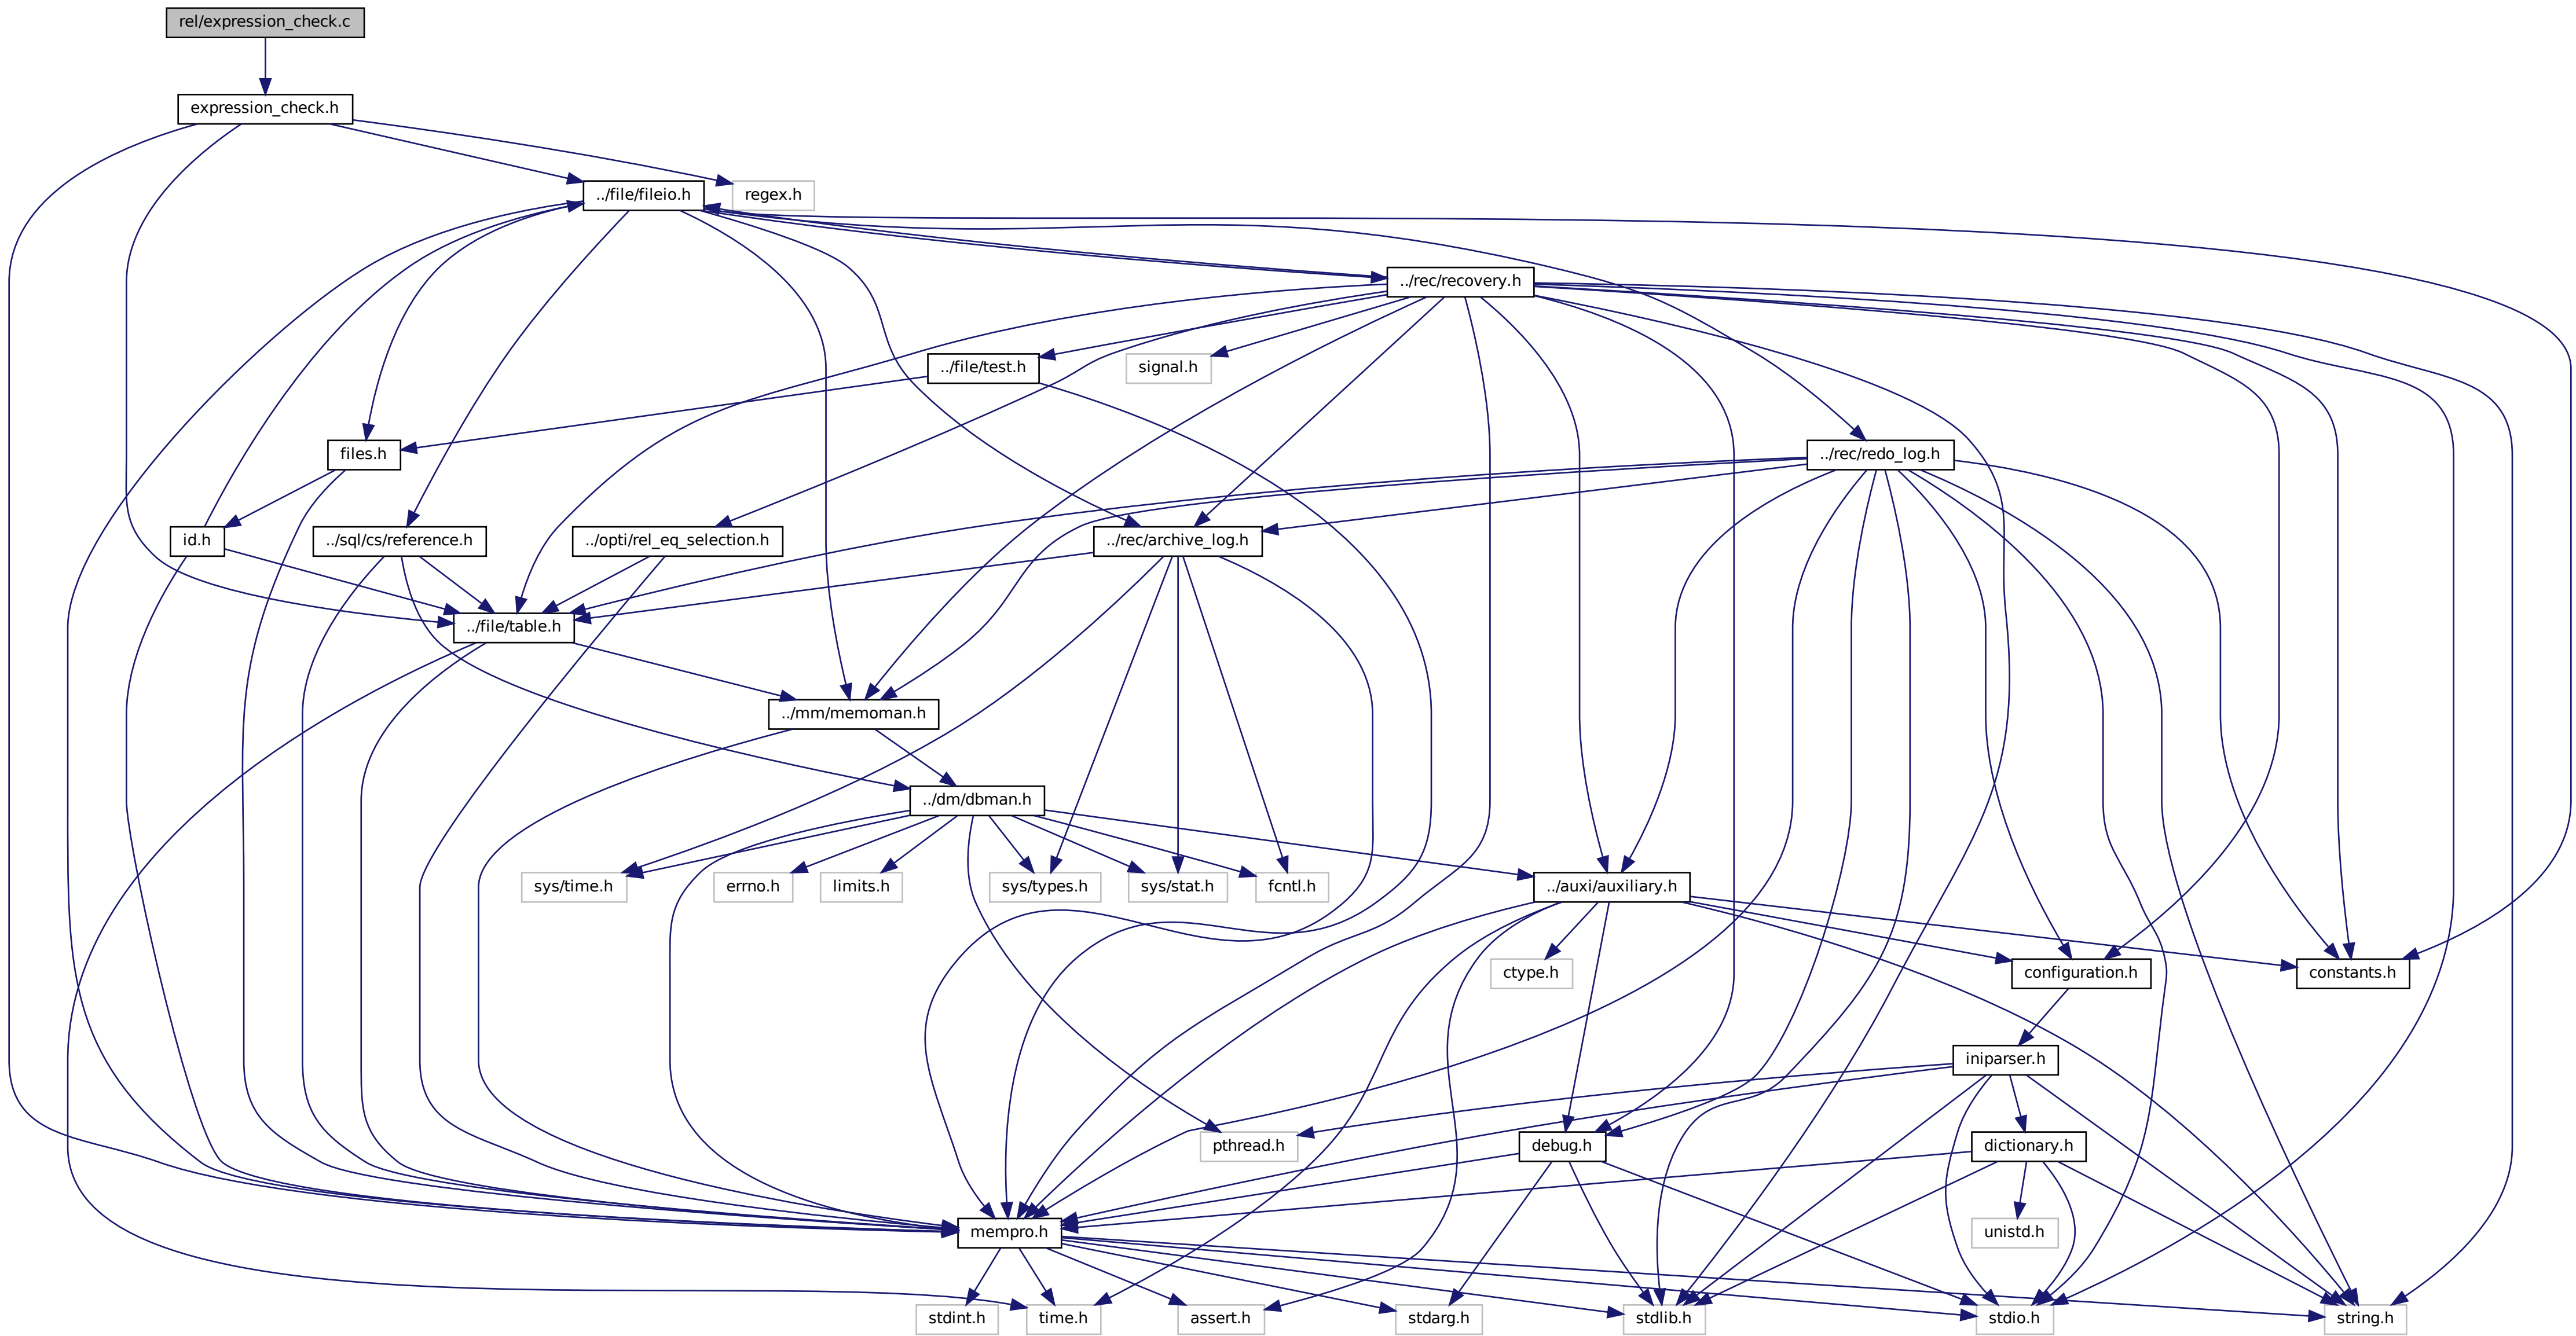 rel/expression_check.c
expression_check.h
../file/fileio.h
regex.h
../rec/recovery.h
../file/test.h
signal.h
files.h
../rec/redo_log.h
id.h
../sql/cs/reference.h
../opti/rel_eq_selection.h
../rec/archive_log.h
../file/table.h
../mm/memoman.h
../dm/dbman.h
sys/time.h
errno.h
limits.h
sys/types.h
sys/stat.h
fcntl.h
../auxi/auxiliary.h
ctype.h
configuration.h
constants.h
iniparser.h
pthread.h
debug.h
dictionary.h
mempro.h
unistd.h
stdint.h
time.h
assert.h
stdarg.h
stdlib.h
stdio.h
string.h